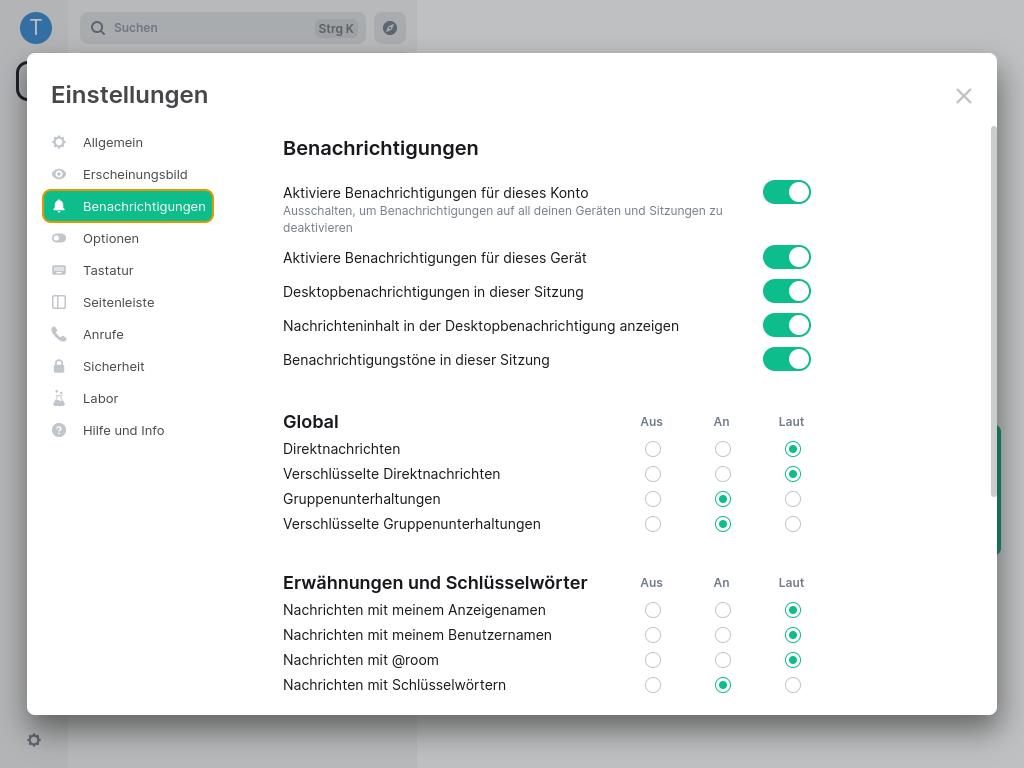 T
Suchen
Strg K
Einstellungen
Allgemein
Erscheinungsbild
Benachrichtigungen
Optionen
Tastatur
Seitenleiste
Anrufe
Sicherheit
Labor
Hilfe und Info
Benachrichtigungen
Aktiviere Benachrichtigungen für dieses Konto
Ausschalten, um Benachrichtigungen auf all deinen Geräten und Sitzungen zu
deaktivieren
Aktiviere Benachrichtigungen für dieses Gerät
Desktopbenachrichtigungen in dieser Sitzung
Nachrichteninhalt in der Desktopbenachrichtigung anzeigen
Benachrichtigungstöne in dieser Sitzung
Global Aus An Laut
Direktnachrichten
Verschlüsselte Direktnachrichten
Gruppenunterhaltungen
Verschlüsselte Gruppenunterhaltungen
Erwähnungen und Schlüsselwörter Aus An Laut
Nachrichten mit meinem Anzeigenamen
Nachrichten mit meinem Benutzernamen
Nachrichten mit @room
Nachrichten mit Schlüsselwörtern